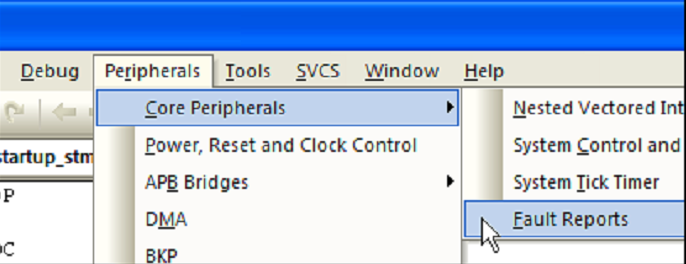 Debug Peripherals Tools SVCS Window Help
Core Peripherals
Nested Vectored Int
Power, Reset and Clock Control
System Control and
startup_stm
APB Bridges
System Tick Timer
DMA
Fault Reports
BKP